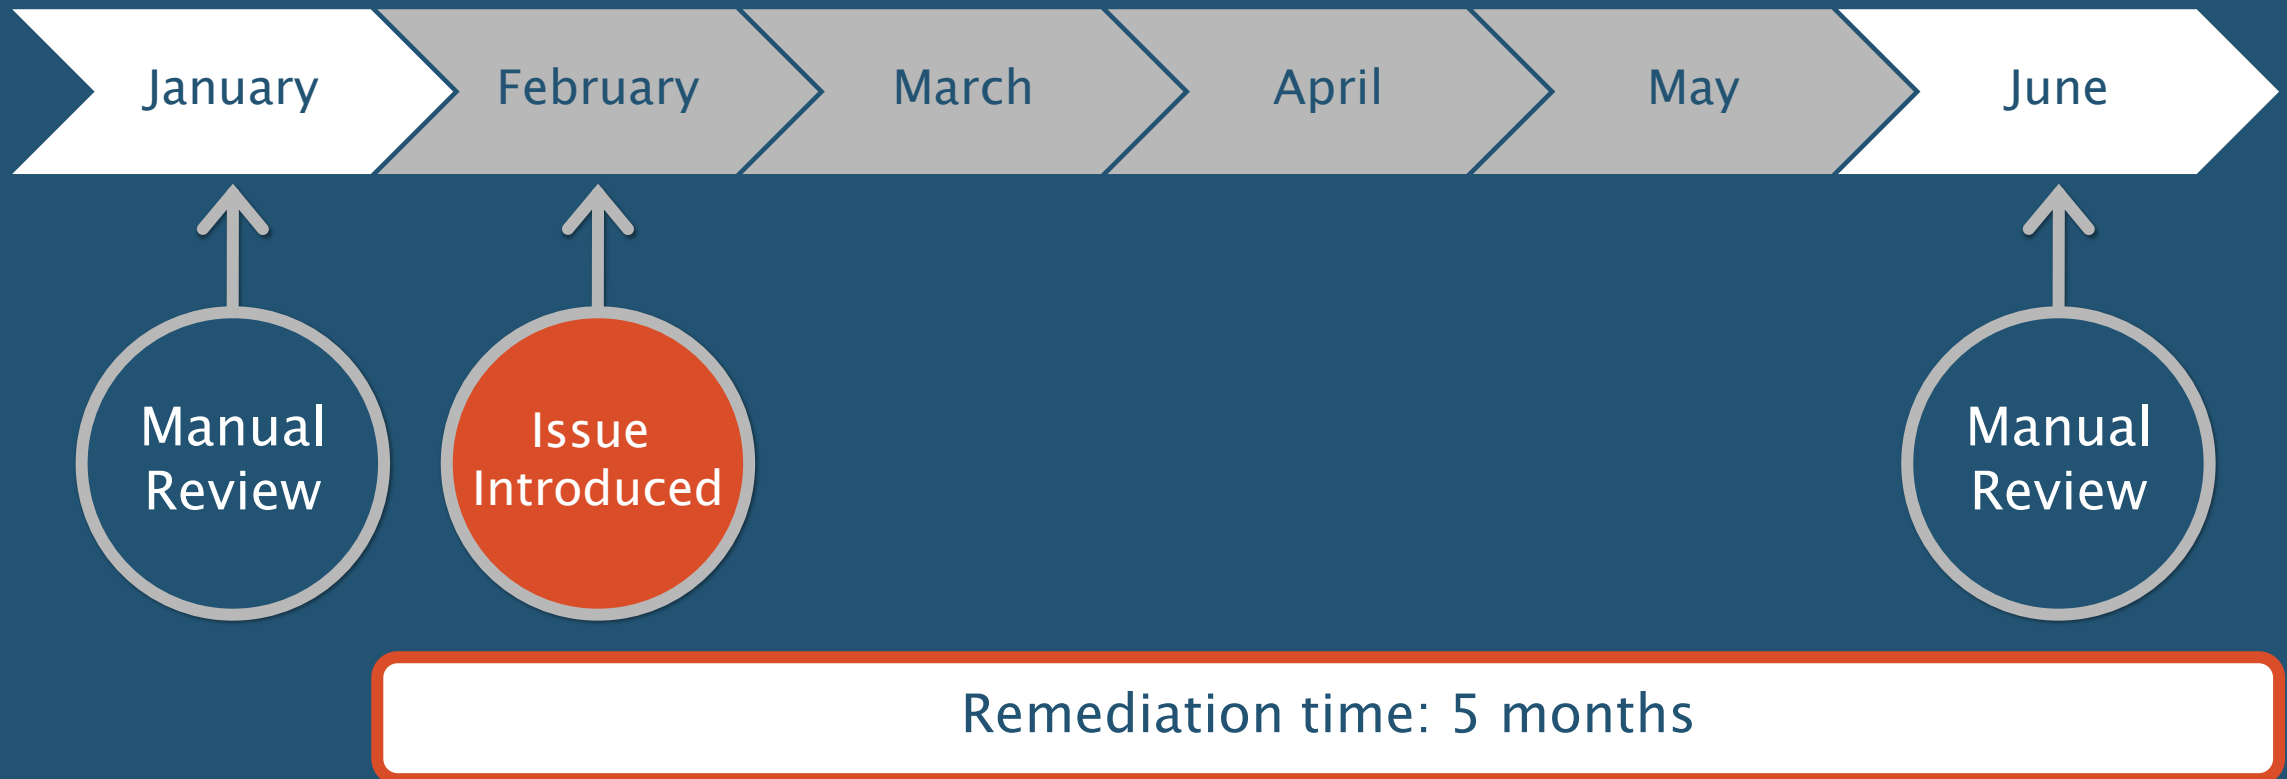 January
February
March
April
May
June
Manual
Review
Issue
Introduced
Manual
Review
Remediation time: 5 months